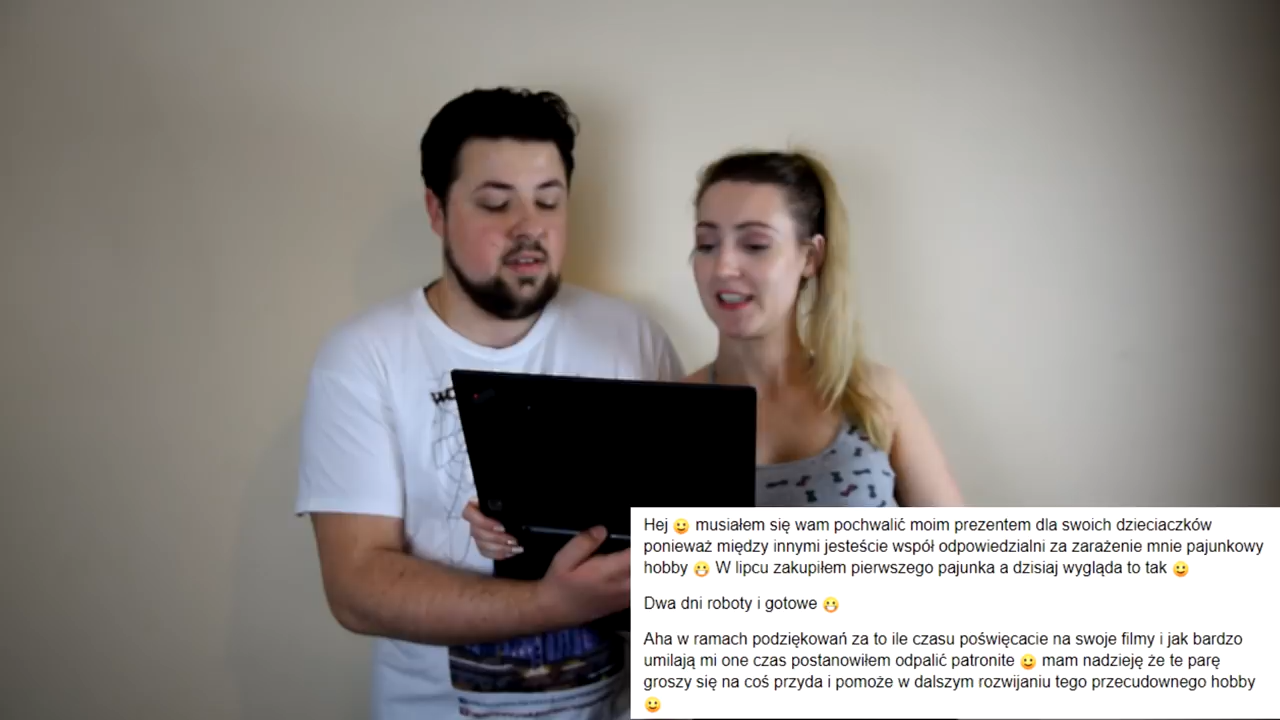 Hej 😀 musiałem się wam pochwalić moim prezentem dla swoich dzieciaczków
ponieważ między innymi jesteście współ odpowiedzialni za zarażenie mnie pajunkowy
hobby 😁 W lipcu zakupiłem pierwszego pajunka a dzisiaj wygląda to tak 😀
Dwa dni roboty i gotowe 😁
Aha w ramach podziękowań za to ile czasu poświęcacie na swoje filmy i jak bardzo
umilają mi one czas postanowiłem odpalić patronite 😀 mam nadzieję że te parę
groszy się na coś przyda i pomoże w dalszym rozwijaniu tego przecudownego hobby
😀